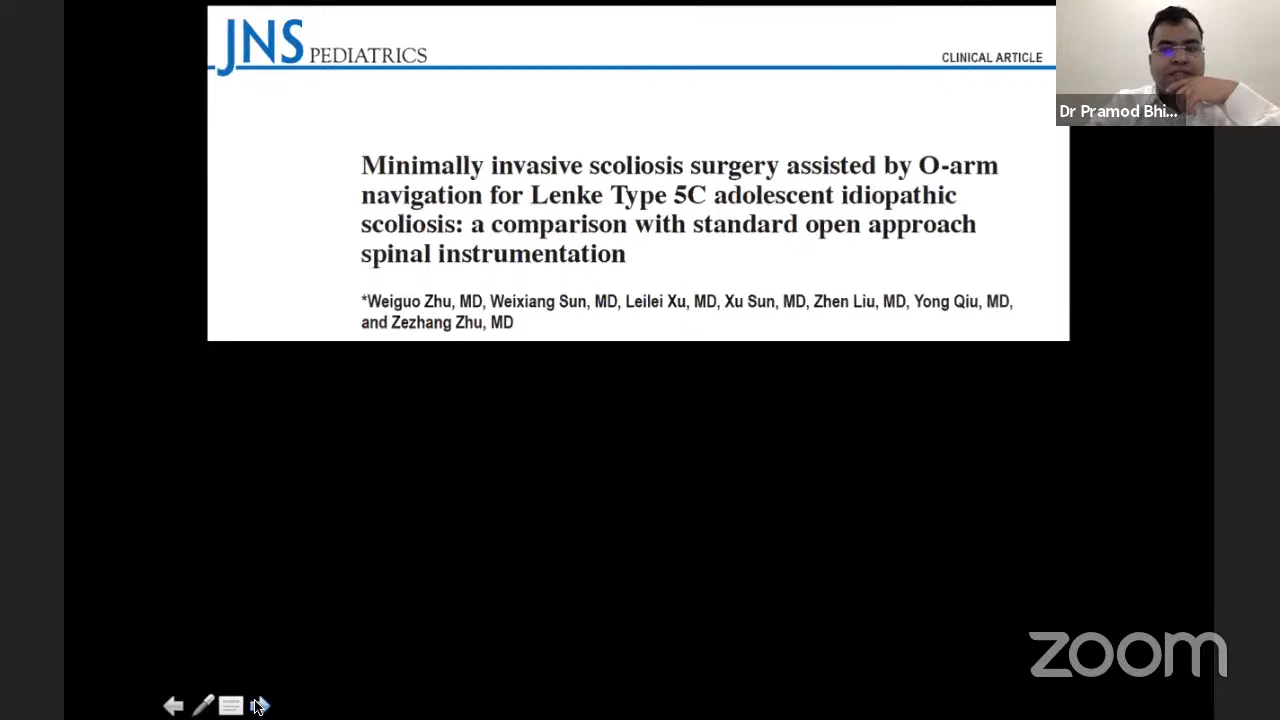 JNS PEDIATRICS
CLINICAL ARTICLE
Minimally invasive scoliosis surgery assisted by O-arm
navigation for Lenke Type 5C adolescent idiopathic
scoliosis: a comparison with standard open approach
spinal instrumentation
*Weiguo Zhu, MD, Weixiang Sun, MD, Leilei Xu, MD, Xu Sun, MD, Zhen Liu, MD, Yong Qiu, MD,
and Zezhang Zhu, MD
Dr Pramod Bhi...
zoom